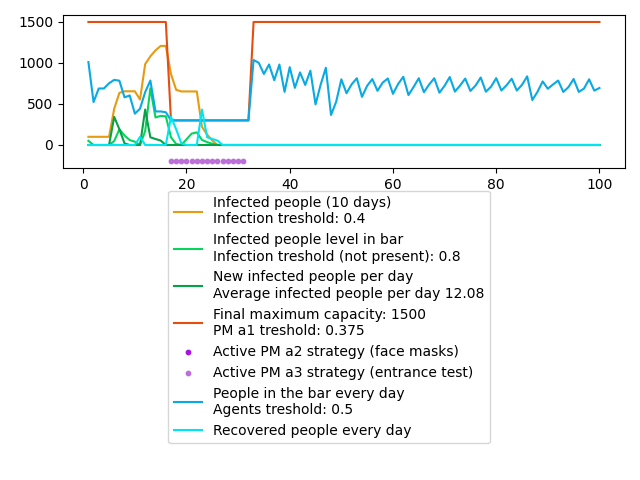 1500
1000
500
0
0 20 40 60 80 100
Infected people (10 days)
Infection treshold: 0.4
Infected people level in bar
Infection treshold (not present): 0.8
New infected people per day
Average infected people per day 12.08
Final maximum capacity: 1500
PM a1 treshold: 0.375
Active PM a2 strategy (face masks)
Active PM a3 strategy (entrance test)
People in the bar every day
Agents treshold: 0.5
Recovered people every day